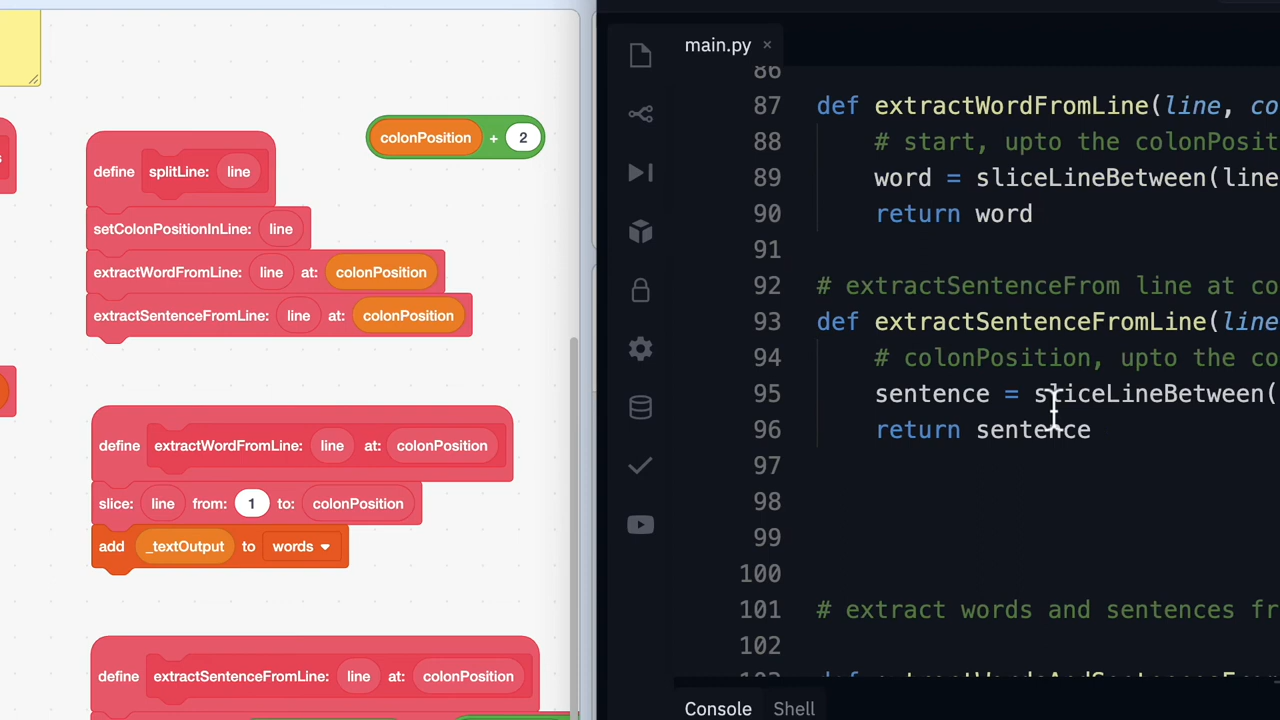 colonPosition + 2
define splitLine: line
setColonPositionInLine: line
extractWordFromLine: line at: colonPosition
extractSentenceFromLine: line at: colonPosition
define extractWordFromLine: line at: colonPosition
slice: line from: 1 to: colonPosition
add _textOutput to words
define extractSentenceFromLine: line at: colonPosition
main.py ×
86
87 def extractWordFromLine(line, co
88 # start, upto the colonPosit
89 word = sliceLineBetween(line
90 return word
91
92 # extractSentenceFrom line at co
93 def extractSentenceFromLine(line
94 # colonPosition, upto the co
95 sentence = sliceLineBetween(
96 return sentence
97
98
99
100
101 # extract words and sentences fr
102
Console Shell